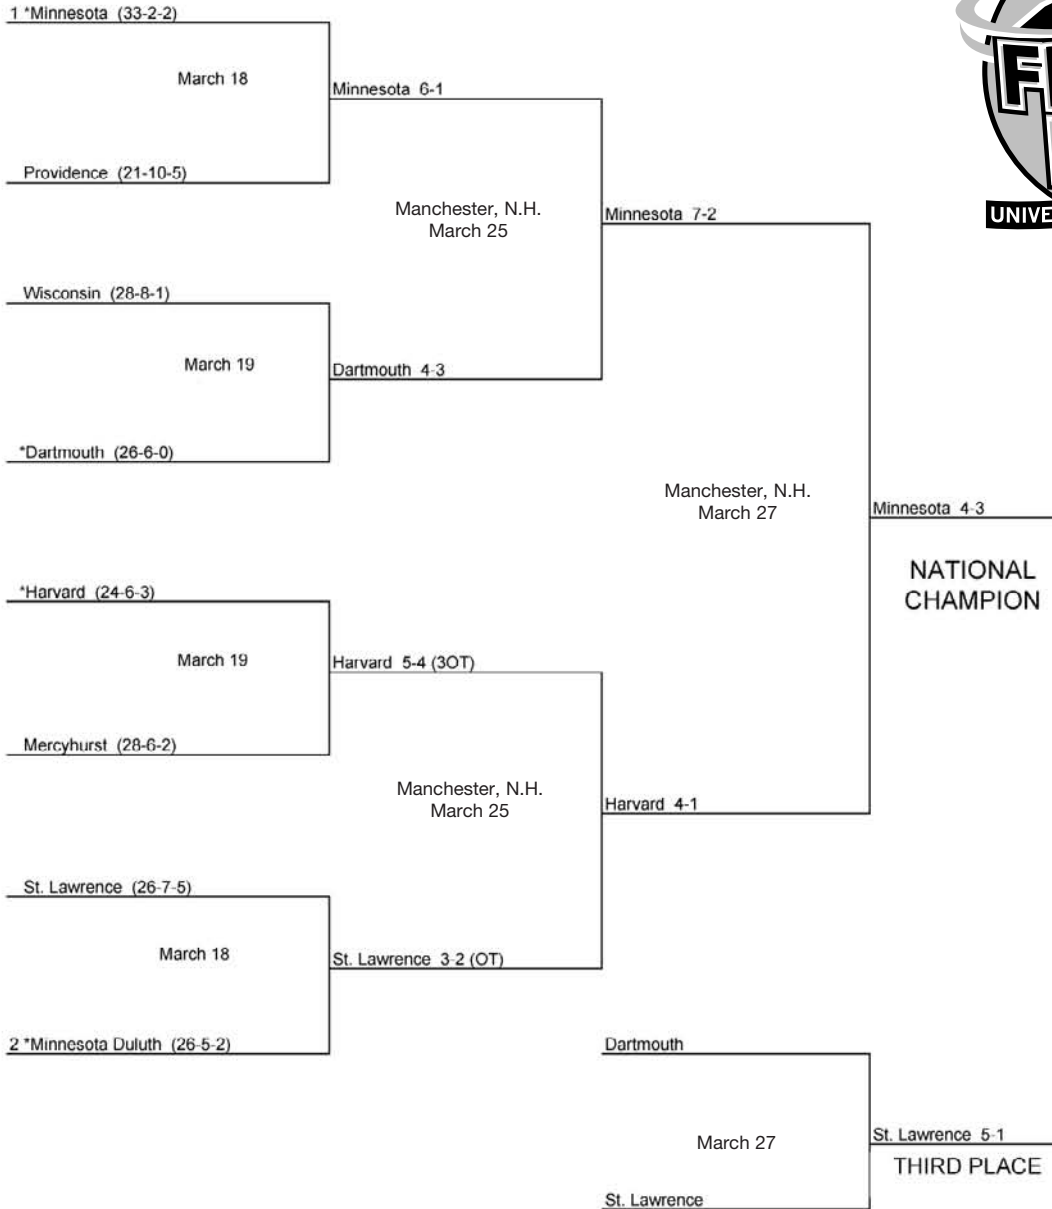 1 *Minnesota (33-2-2)
March 18
Minnesota 6-1
Providence (21-10-5)
Manchester, N.H.
March 25
Minnesota 7-2
Wisconsin (28-8-1)
March 19
Dartmouth 4-3
*Dartmouth (26-6-0)
Manchester, N.H.
March 27
Minnesota 4-3
NATIONAL
CHAMPION
*Harvard (24-6-3)
March 19
Harvard 5-4 (3OT)
Mercyhurst (28-6-2)
Manchester, N.H.
March 25
Harvard 4-1
St. Lawrence (26-7-5)
March 18
St. Lawrence 3-2 (OT)
2 *Minnesota Duluth (26-5-2)
Dartmouth
March 27
St. Lawrence 5-1
THIRD PLACE
St. Lawrence